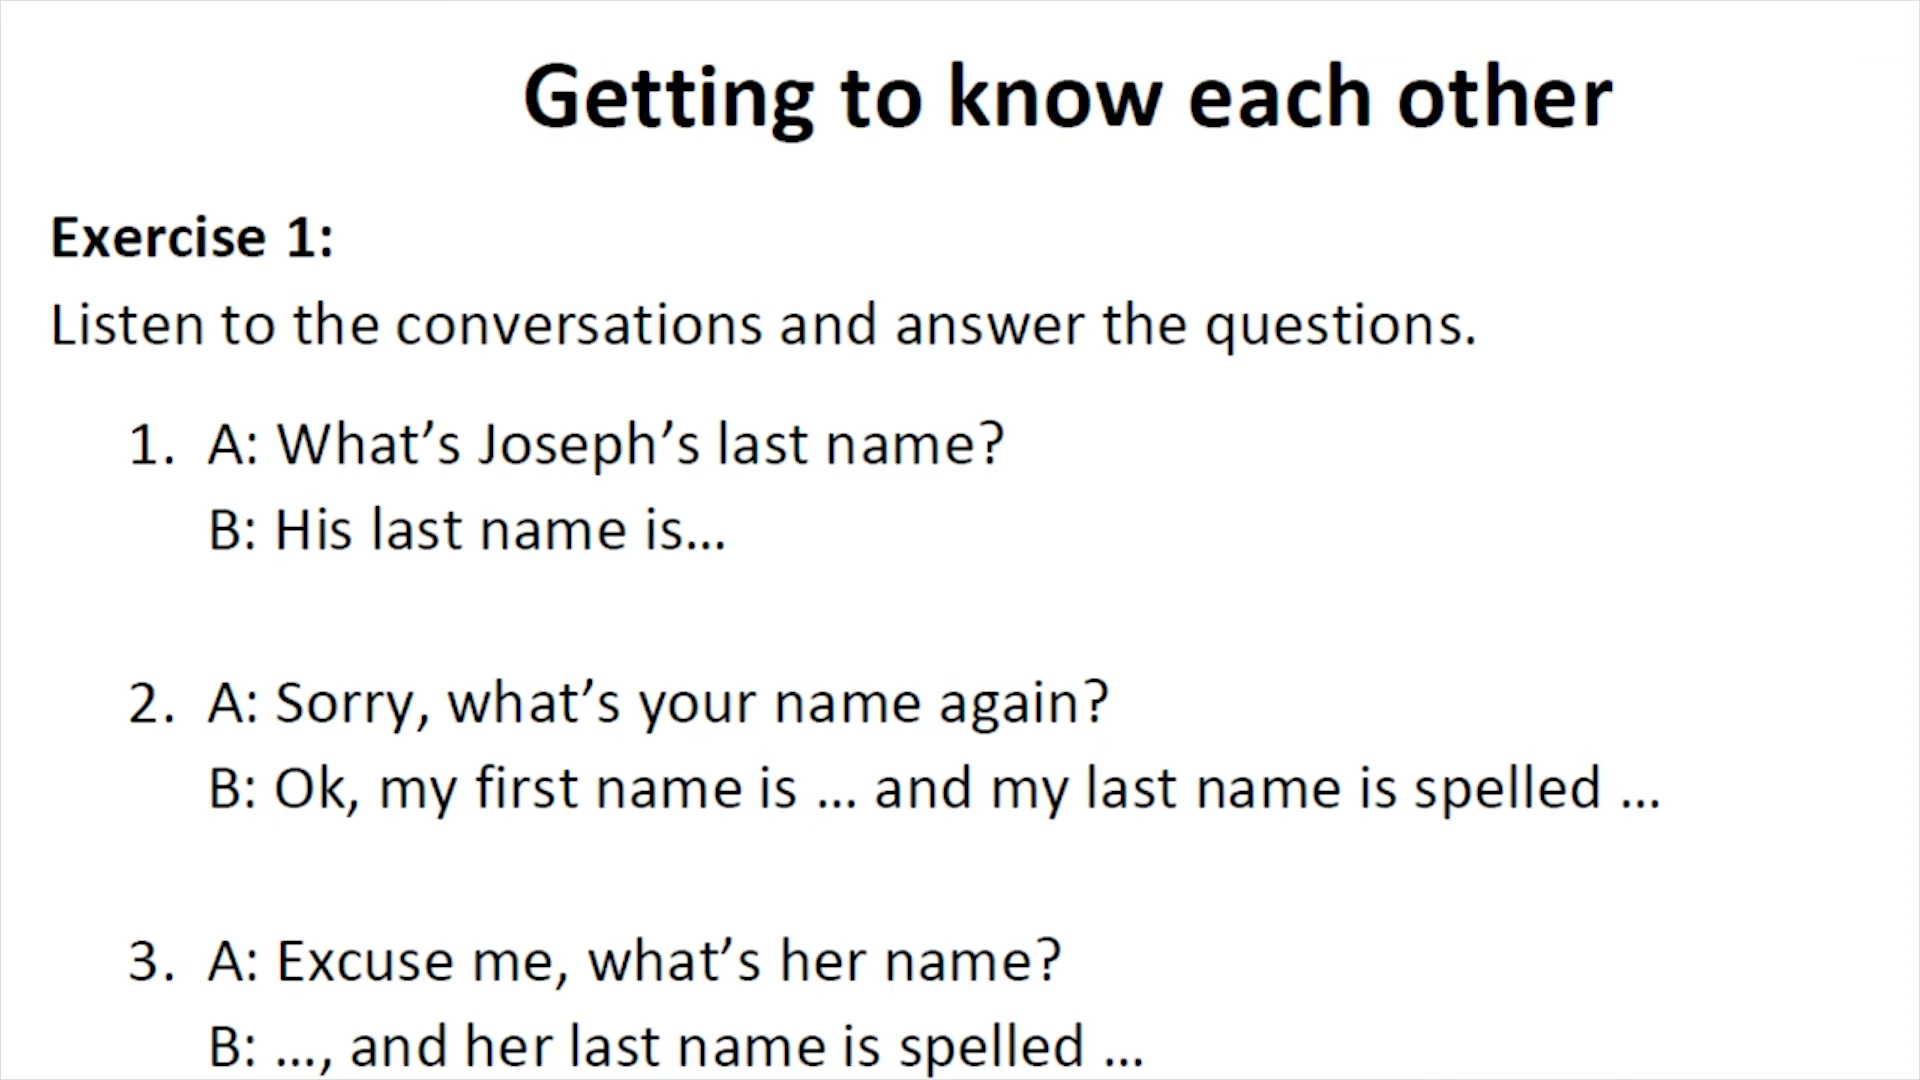 Getting to know each other
Exercise 1:
Listen to the conversations and answer the questions.
1. A: What’s Joseph’s last name?
B: His last name is…
2. A: Sorry, what’s your name again?
B: Ok, my first name is … and my last name is spelled …
3. A: Excuse me, what’s her name?
B: …, and her last name is spelled …